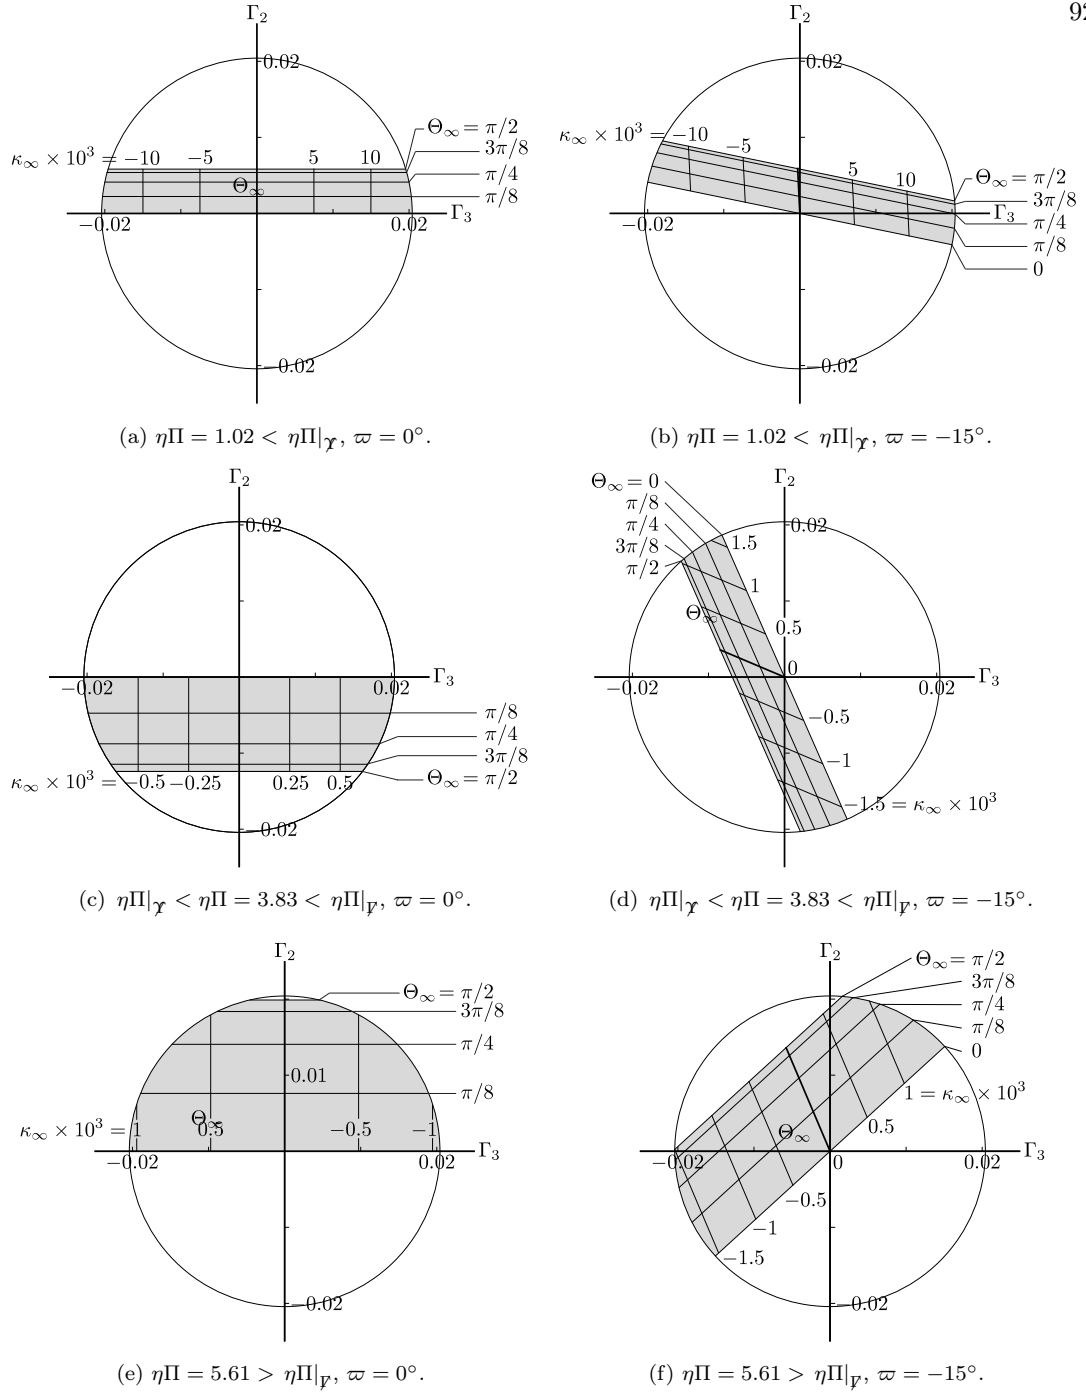 92
Γ₂
0.02
Θ∞ = π/2
3π/8
π/4
π/8
κ∞ × 10³ = −10 −5 5 10
Θ∞
Γ₃
−0.02 0.02
−0.02
(a) ηΠ = 1.02 < ηΠ|, ϖ = 0°.
Γ₂
0.02
κ∞ × 10³ = −10
−5
5
10
Θ∞ = π/2
3π/8
π/4
π/8
0
Γ₃
−0.02
−0.02
(b) ηΠ = 1.02 < ηΠ|, ϖ = −15°.
Γ₂
0.02
Γ₃
−0.02 0.02
π/8
π/4
3π/8
Θ∞ = π/2
κ∞ × 10³ = −0.5 −0.25 0.25 0.5
−0.02
(c) ηΠ| < ηΠ = 3.83 < ηΠ|, ϖ = 0°.
Γ₂
Θ∞ = 0
π/8
π/4
3π/8
π/2
0.02
1.5
1
Θ∞
0.5
0
Γ₃
−0.02 0.02
−0.5
−1
−1.5 = κ∞ × 10³
(d) ηΠ| < ηΠ = 3.83 < ηΠ|, ϖ = −15°.
Γ₂
Θ∞ = π/2
3π/8
π/4
0.01
π/8
Θ∞
κ∞ × 10³ = 1 0.5 −0.5 −1
Γ₃
−0.02 0.02
−0.02
(e) ηΠ = 5.61 > ηΠ|, ϖ = 0°.
Γ₂
Θ∞ = π/2
3π/8
π/4
π/8
0
1 = κ∞ × 10³
0.5
Θ∞
Γ₃
−0.02 0 0.02
−0.5
−1
−1.5
−0.02
(f) ηΠ = 5.61 > ηΠ|, ϖ = −15°.